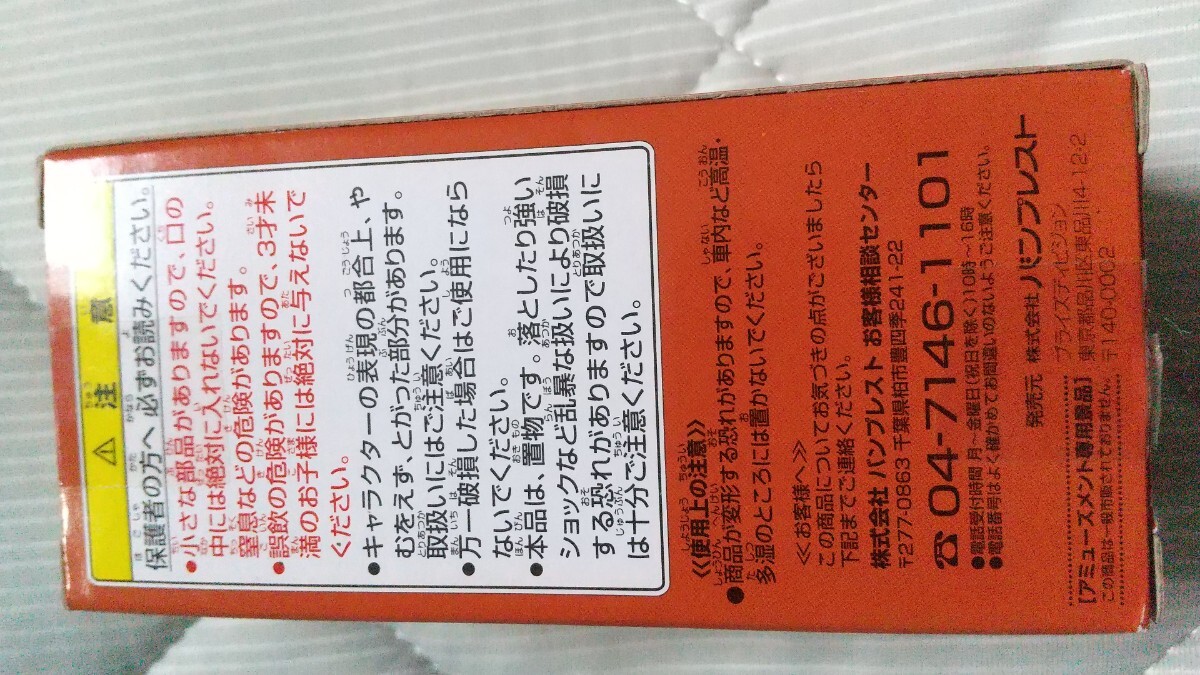 ⚠ 注意
保護者の方へ 必ずお読みください。
●小さな部品がありますので、口の
中には絶対に入れないでください。
窒息などの危険があります。
●誤飲の危険がありますので、3才未
満のお子様には絶対に与えないで
ください。
●キャラクターの表現の都合上、や
むをえず、とがった部分があります。
取扱いにはご注意ください。
万一破損した場合はご使用になら
ないでください。
●本品は、置物です。落としたり強い
ショックなど乱暴な扱いにより破損
する恐れがありますので取扱いに
は十分ご注意ください。
《使用上の注意》
●商品が変形する恐れがありますので、車内など高温・
多湿のところには置かないでください。
≪お客様へ≫
この商品についてお気づきの点がございましたら
下記までご連絡ください。
株式会社 バンプレスト お客様相談センター
〒277-0863 千葉県柏市豊四季241-22
☎04-7146-1101
●電話受付時間 月～金曜日(祝日を除く)10時～16時
●電話番号はよく確かめてお間違いのないようご注意ください。
発売元 株式会社 バンプレスト
プライズディビジョン
東京都品川区東品川4-12-2
〒140-0002
[アミューズメント専用景品]
この商品は一般市販されておりません。